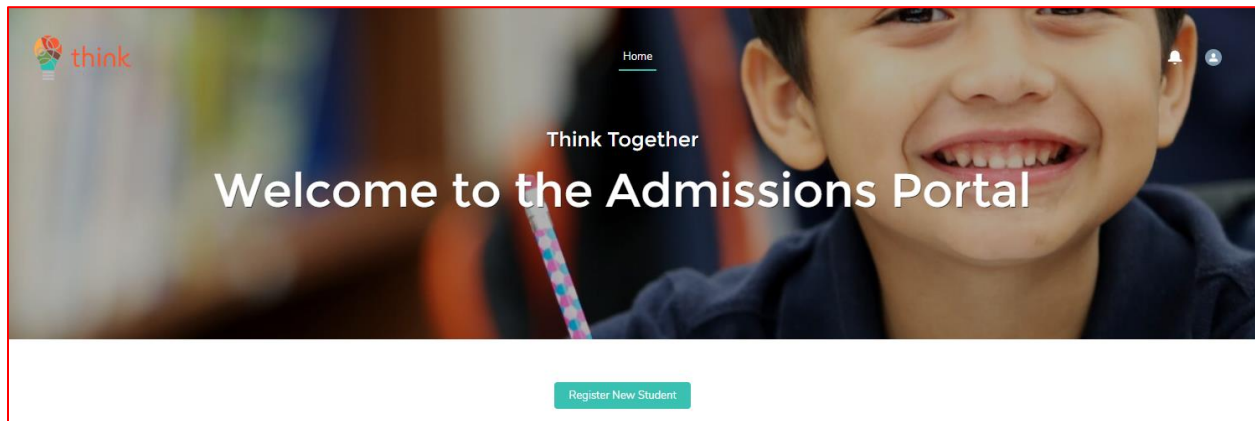 think
Home
Think Together
Welcome to the Admissions Portal
Register New Student